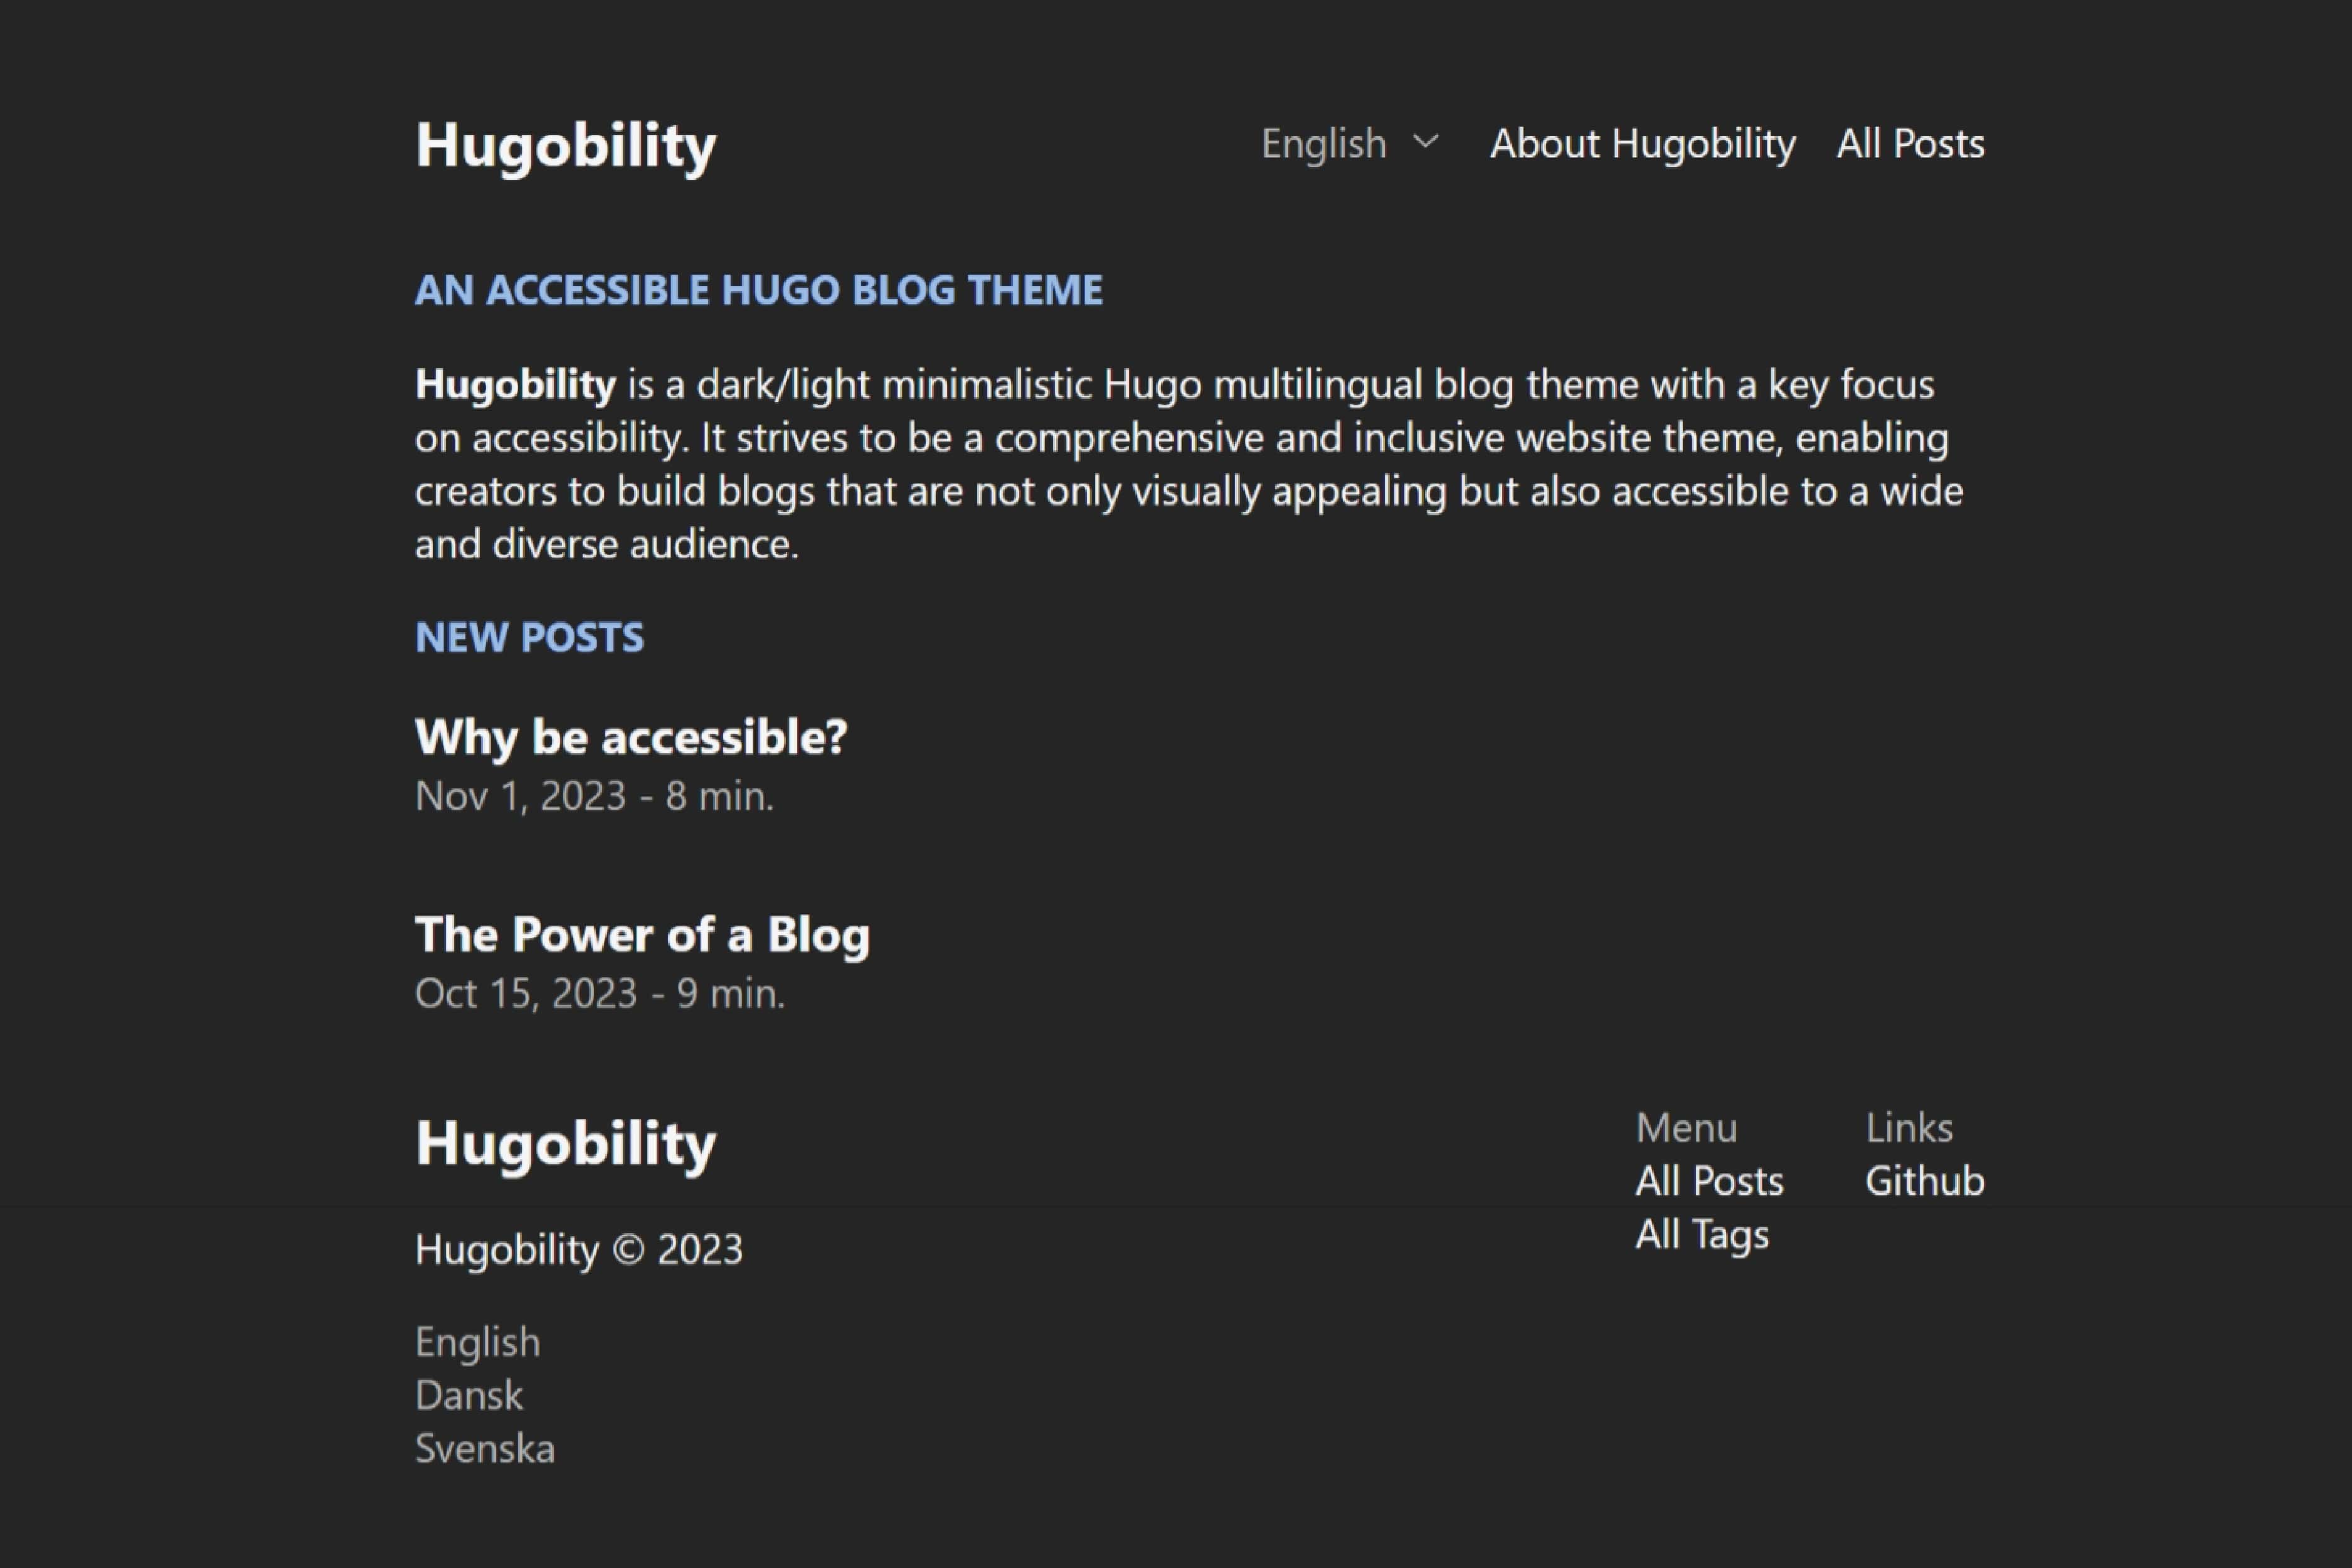 Hugobility
English
About Hugobility
All Posts
AN ACCESSIBLE HUGO BLOG THEME
Hugobility is a dark/light minimalistic Hugo multilingual blog theme with a key focus
on accessibility. It strives to be a comprehensive and inclusive website theme, enabling
creators to build blogs that are not only visually appealing but also accessible to a wide
and diverse audience.
NEW POSTS
Why be accessible?
Nov 1, 2023 - 8 min.
The Power of a Blog
Oct 15, 2023 - 9 min.
Hugobility
Hugobility © 2023
English
Dansk
Svenska
Menu
All Posts
All Tags
Links
Github